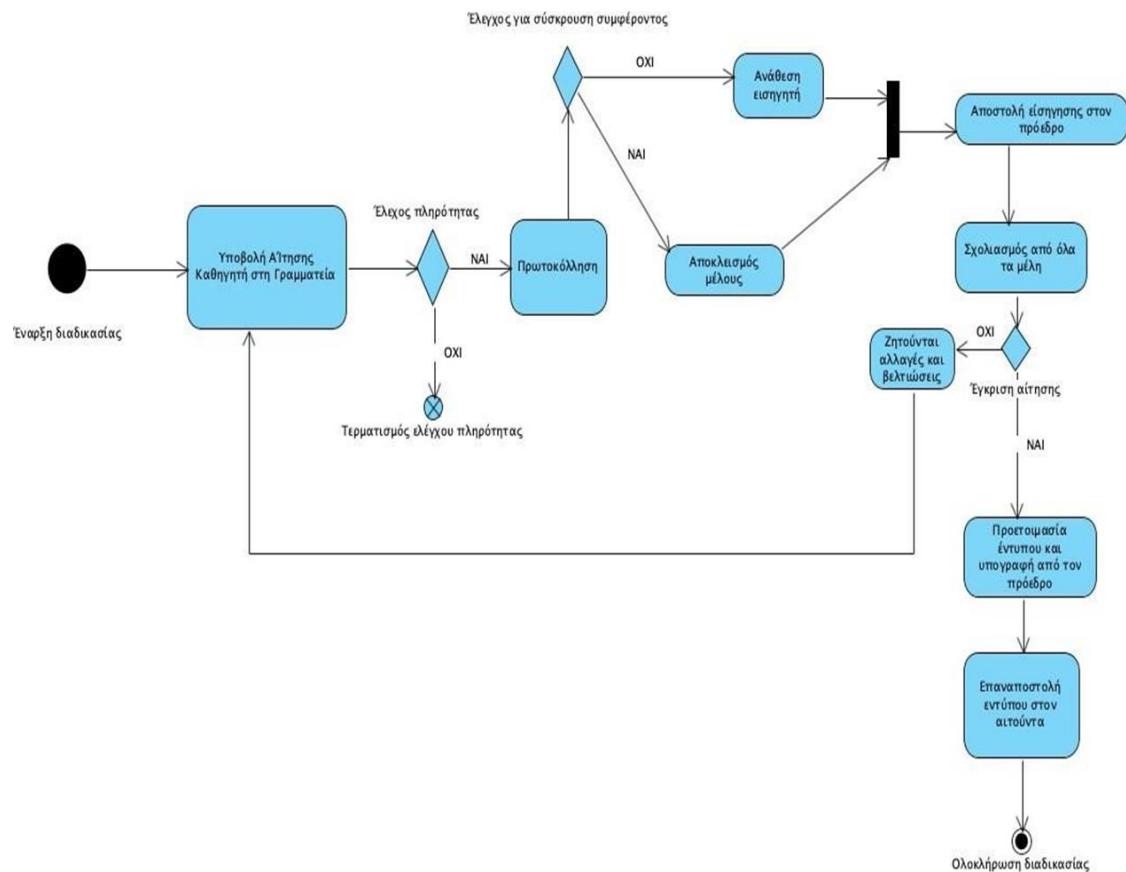 Έλεγχος για σύσκρουση συμφέροντος
ΟΧΙ
Ανάθεση
εισηγητή
Αποστολή είσηγησης στον
πρόεδρο
ΝΑΙ
Έλεχος πληρότητας
Υποβολή ΑΊτησης
Καθηγητή στη Γραμματεία
ΝΑΙ
Πρωτοκόλληση
Αποκλεισμός
μέλους
Σχολιασμός από όλα
τα μέλη
Έναρξη διαδικασίας
ΟΧΙ
Τερματισμός ελέγχου πληρότητας
ΟΧΙ
Ζητούνται
αλλαγές και
βελτιώσεις
Έγκριση αίτησης
ΝΑΙ
Προετοιμασία
έντυπου και
υπογραφή από τον
πρόεδρο
Επαναποστολή
εντύπου στον
αιτούντα
Ολοκλήρωση διαδικασίας